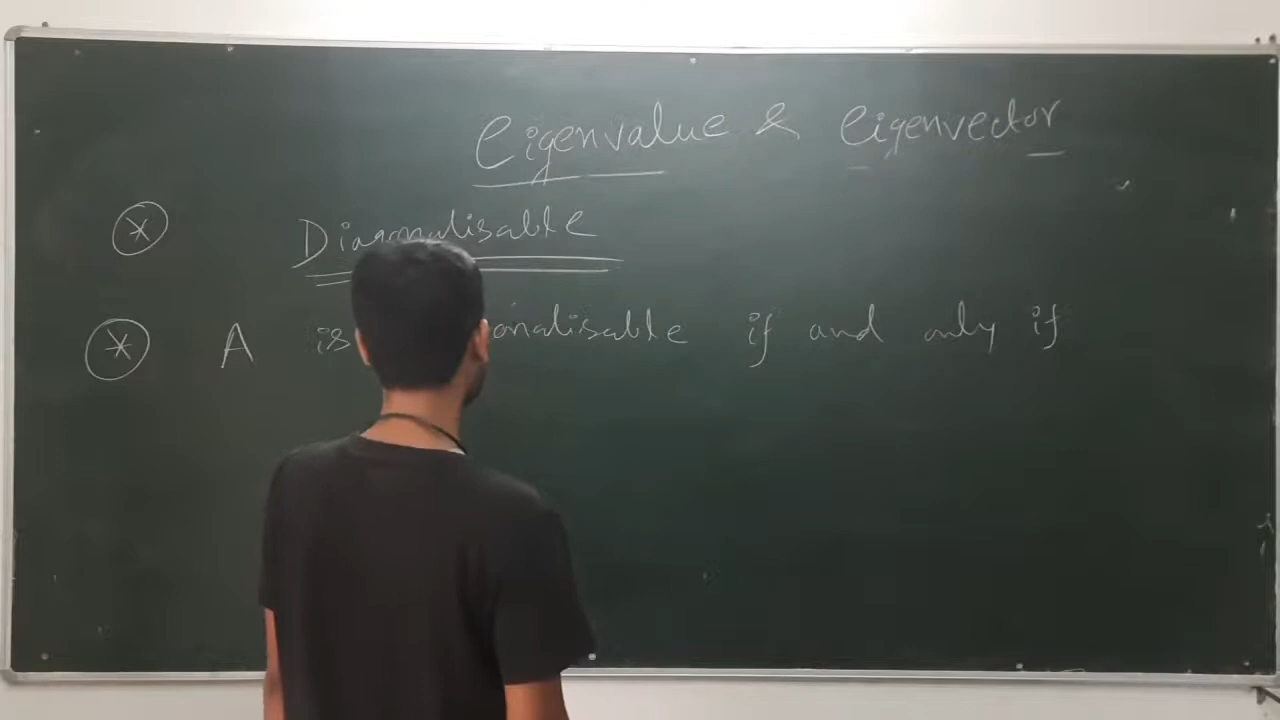 Eigenvalue & Eigenvector
* Diagonalisable
* A is onalisable if and only if